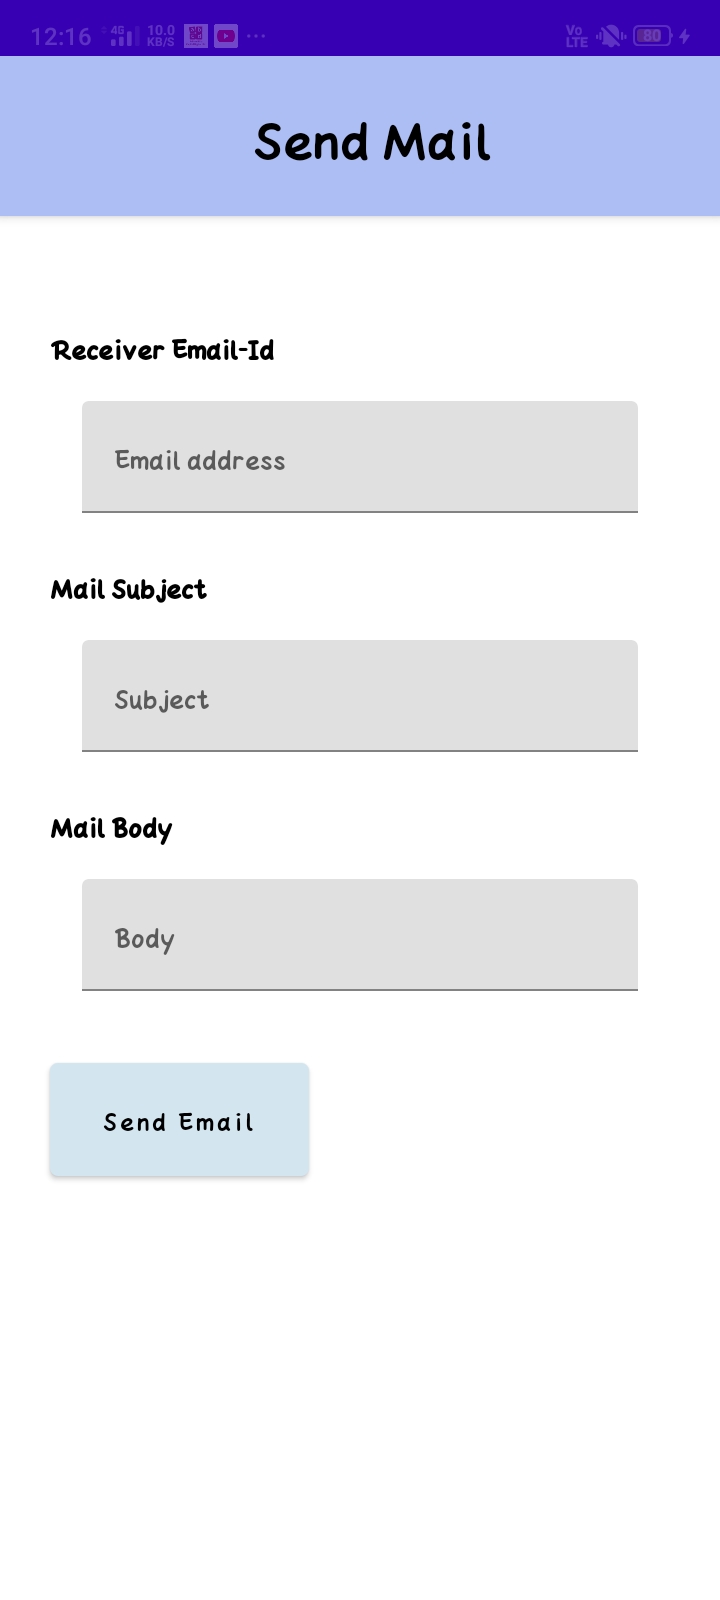 12:16 4G 10.0 KB/S Vo LTE 80
Send Mail
Receiver Email-Id
Email address
Mail Subject
Subject
Mail Body
Body
Send Email